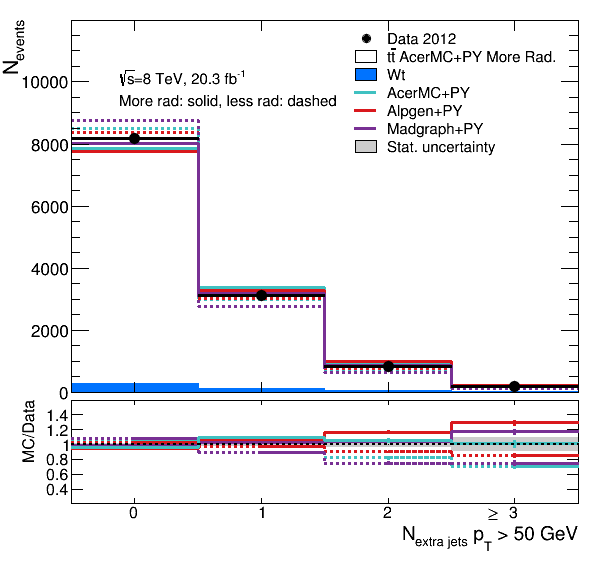 N_events
10000
8000
6000
4000
2000
0
√s=8 TeV, 20.3 fb⁻¹
More rad: solid, less rad: dashed
Data 2012
tt̄ AcerMC+PY More Rad.
Wt
AcerMC+PY
Alpgen+PY
Madgraph+PY
Stat. uncertainty
MC/Data
1.4
1.2
1
0.8
0.6
0.4
0 1 2 ≥ 3
N_extra jets p_T > 50 GeV